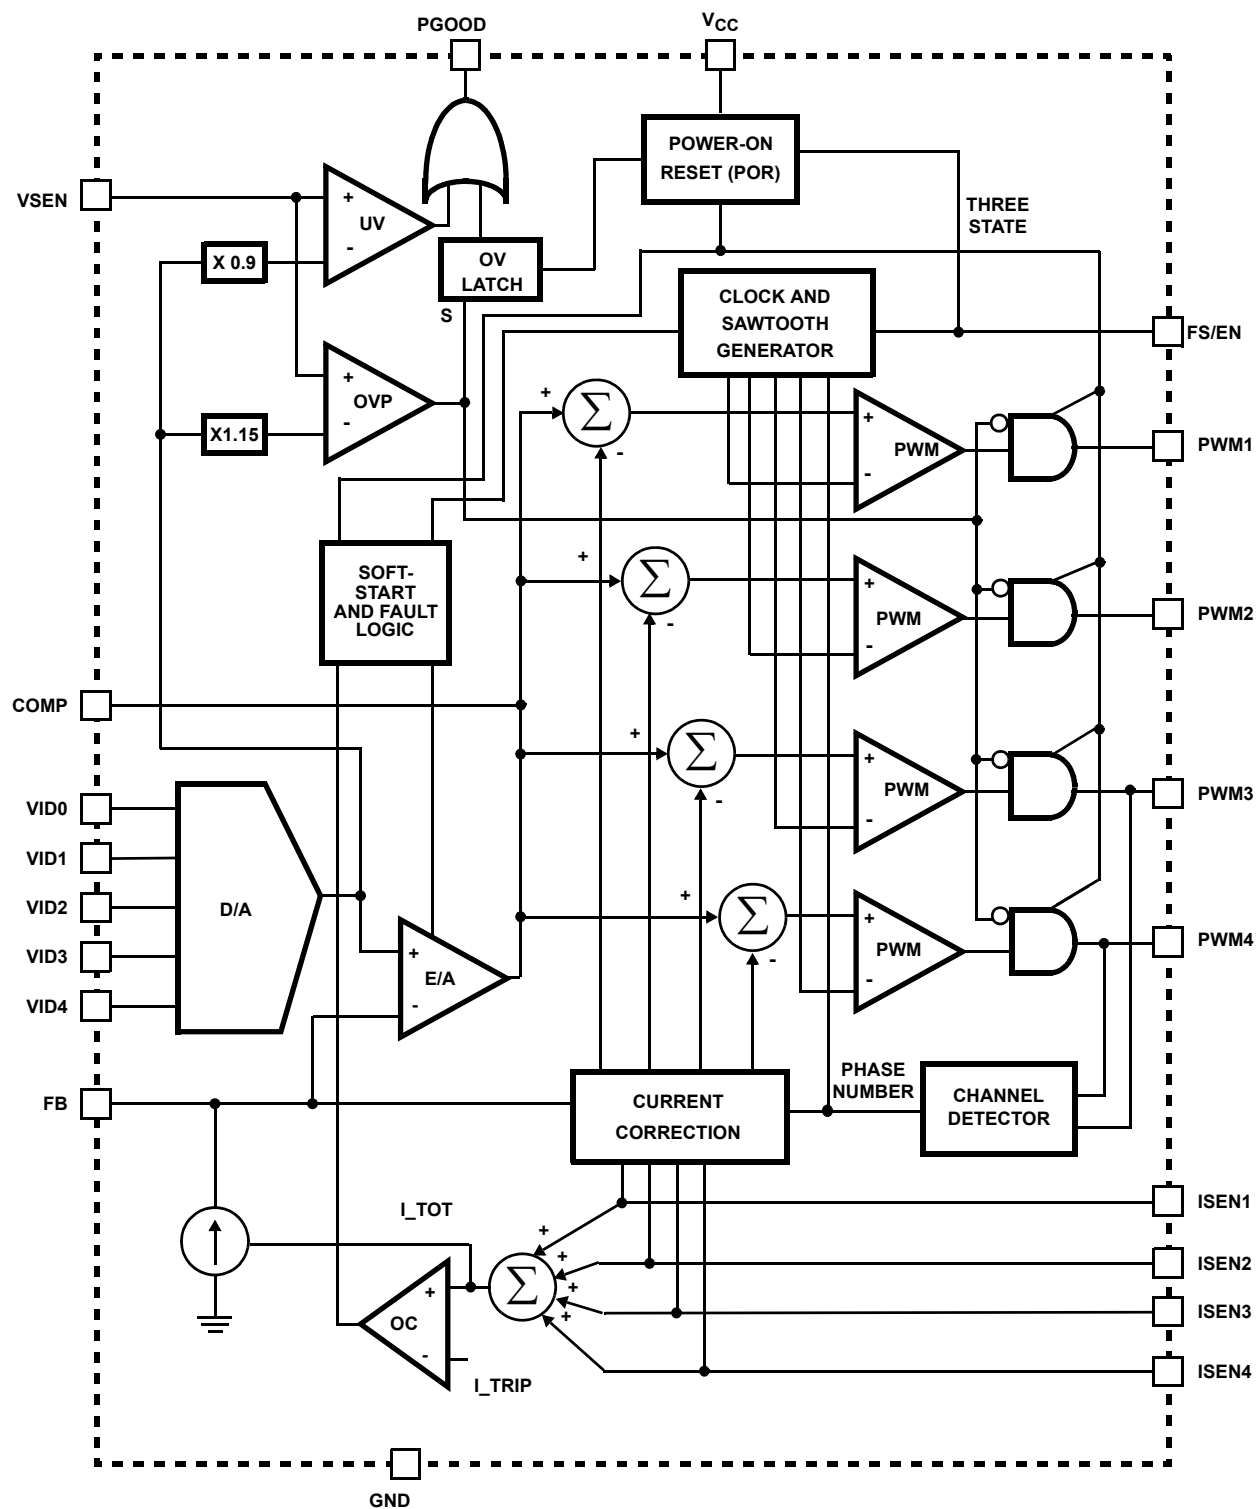 PGOOD
VCC
POWER-ON
RESET (POR)
VSEN
+
UV
-
THREE
STATE
X 0.9
OV
LATCH
S
CLOCK AND
SAWTOOTH
GENERATOR
FS/EN
+
OVP
-
X1.15
+
Σ
-
+
PWM
-
PWM1
SOFT-
START
AND FAULT
LOGIC
+
Σ
-
+
PWM
-
PWM2
COMP
+
Σ
-
+
PWM
-
PWM3
VID0
VID1
VID2
VID3
VID4
D/A
+
E/A
-
+
Σ
-
+
PWM
-
PWM4
FB
CURRENT
CORRECTION
PHASE
NUMBER
CHANNEL
DETECTOR
I_TOT
+
+
+
+
Σ
ISEN1
ISEN2
ISEN3
ISEN4
+
OC
-
I_TRIP
GND